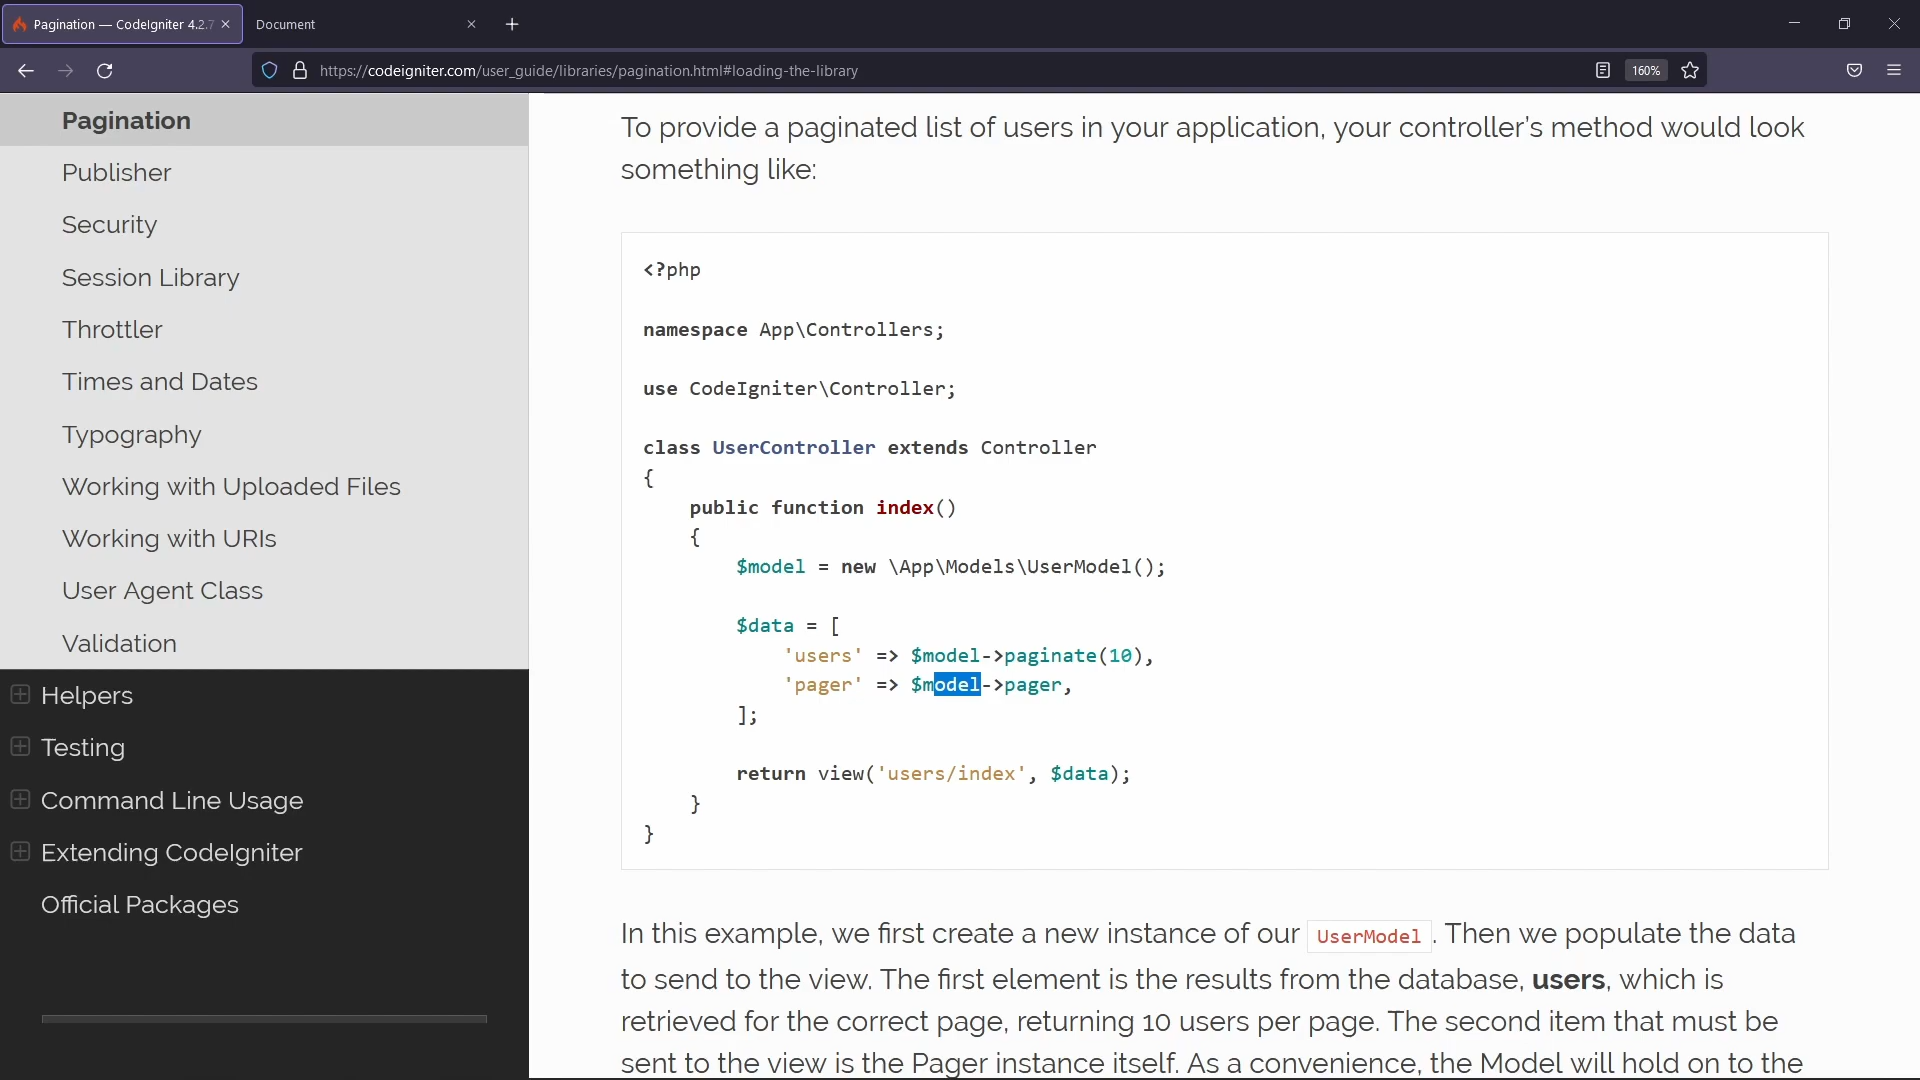 Pagination — CodeIgniter 4.2.7
Document
https://codeigniter.com/user_guide/libraries/pagination.html#loading-the-library
160%
Pagination
Publisher
Security
Session Library
Throttler
Times and Dates
Typography
Working with Uploaded Files
Working with URIs
User Agent Class
Validation
Helpers
Testing
Command Line Usage
Extending CodeIgniter
Official Packages
To provide a paginated list of users in your application, your controller’s method would look
something like:
<?php
namespace App\Controllers;
use CodeIgniter\Controller;
class UserController extends Controller
{
    public function index()
    {
        $model = new \App\Models\UserModel();
        $data = [
            'users' => $model->paginate(10),
            'pager' => $model->pager,
        ];
        return view('users/index', $data);
    }
}
In this example, we first create a new instance of our UserModel. Then we populate the data
to send to the view. The first element is the results from the database, users, which is
retrieved for the correct page, returning 10 users per page. The second item that must be
sent to the view is the Pager instance itself. As a convenience, the Model will hold on to the